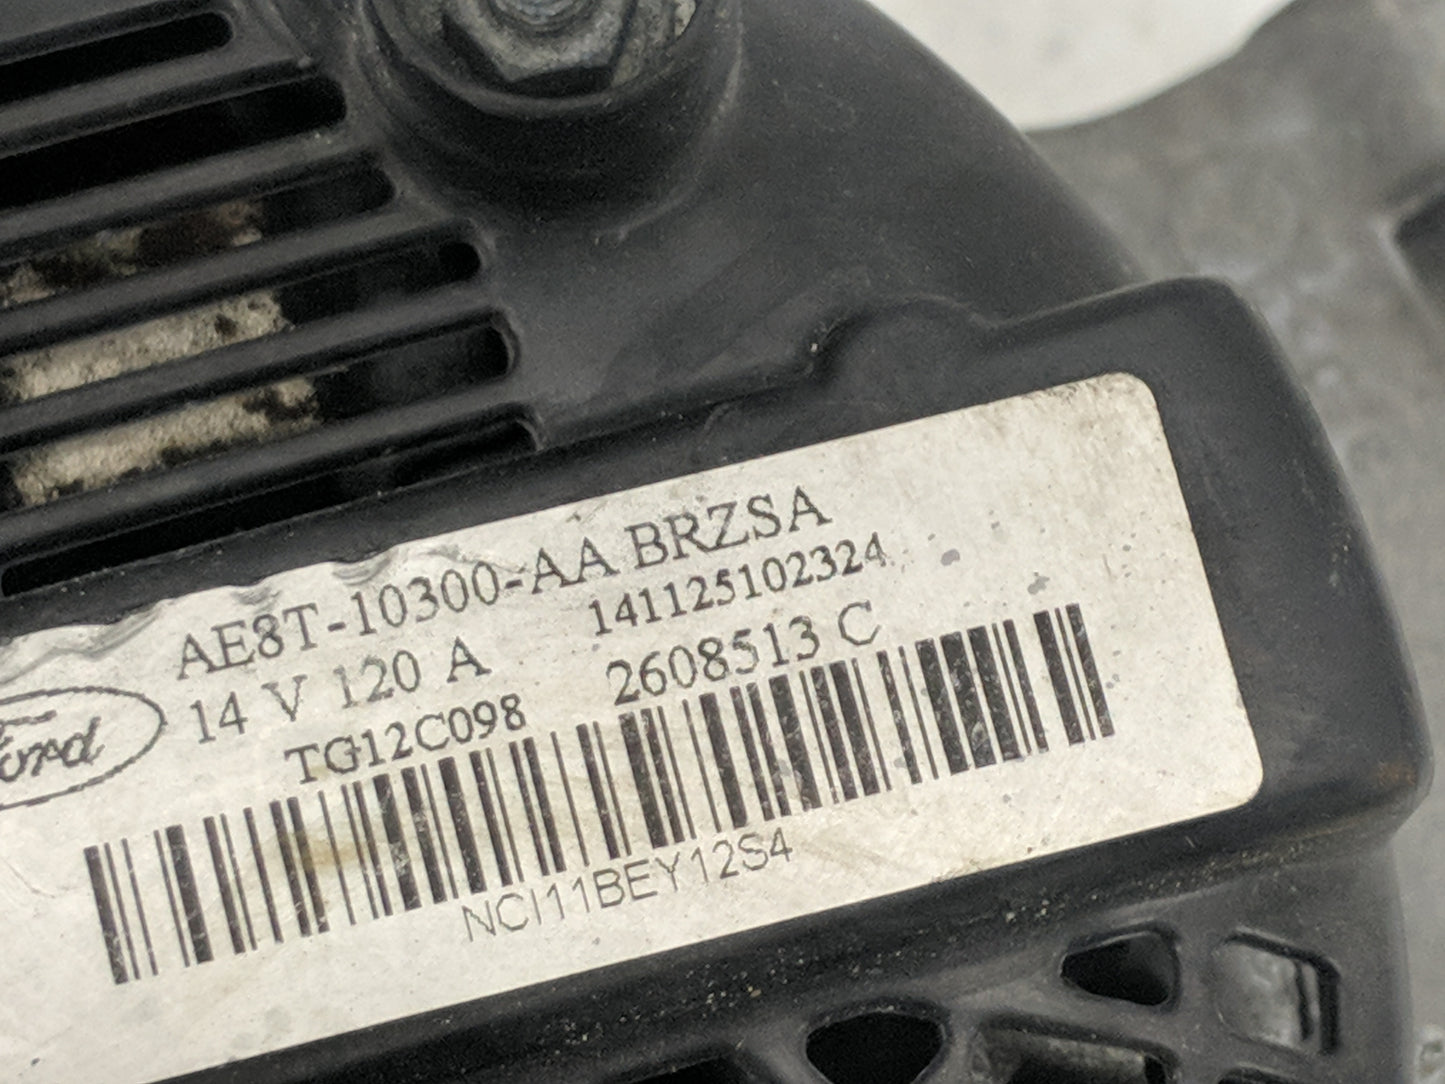 AE8T-10300-AA BRZSA
14 V 120 A 141125102324
TG12C098 2608513 C
Ford
NCI11BEY12S4